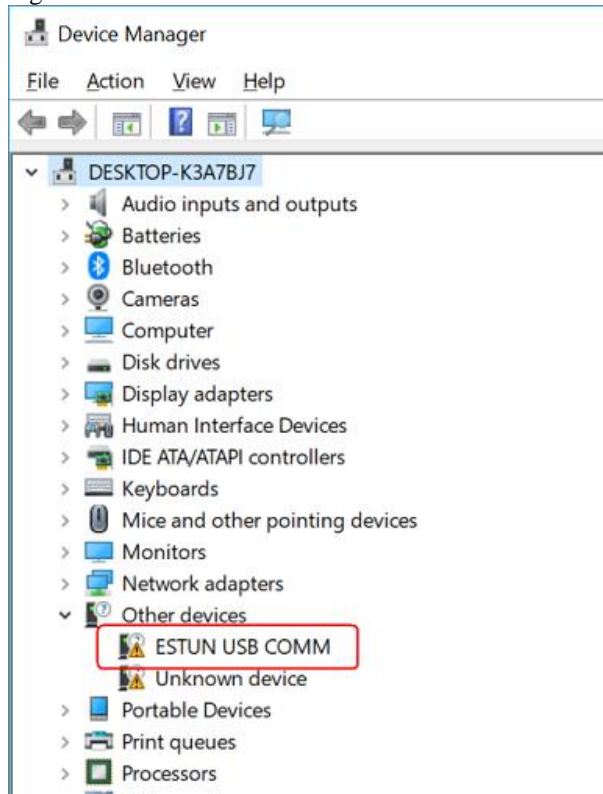 Device Manager
File Action View Help
DESKTOP-K3A7BJ7
Audio inputs and outputs
Batteries
Bluetooth
Cameras
Computer
Disk drives
Display adapters
Human Interface Devices
IDE ATA/ATAPI controllers
Keyboards
Mice and other pointing devices
Monitors
Network adapters
Other devices
ESTUN USB COMM
Unknown device
Portable Devices
Print queues
Processors